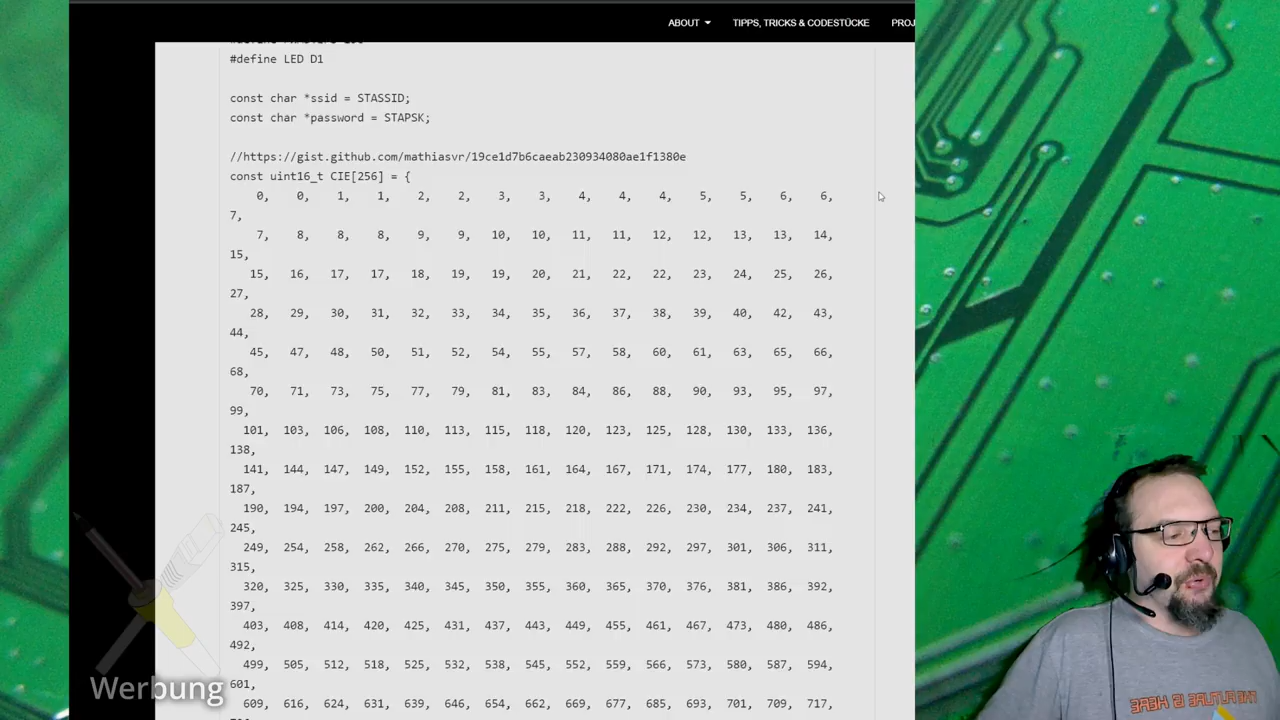 ABOUT TIPPS, TRICKS & CODESTÜCKE PROJ
#define LED D1
const char *ssid = STASSID;
const char *password = STAPSK;
//https://gist.github.com/mathiasvr/19ce1d7b6caeab230934080ae1f1380e
const uint16_t CIE[256] = {
0, 0, 1, 1, 2, 2, 3, 3, 4, 4, 4, 5, 5, 6, 6,
7,
7, 8, 8, 8, 9, 9, 10, 10, 11, 11, 12, 12, 13, 13, 14,
15,
15, 16, 17, 17, 18, 19, 19, 20, 21, 22, 22, 23, 24, 25, 26,
27,
28, 29, 30, 31, 32, 33, 34, 35, 36, 37, 38, 39, 40, 42, 43,
44,
45, 47, 48, 50, 51, 52, 54, 55, 57, 58, 60, 61, 63, 65, 66,
68,
70, 71, 73, 75, 77, 79, 81, 83, 84, 86, 88, 90, 93, 95, 97,
99,
101, 103, 106, 108, 110, 113, 115, 118, 120, 123, 125, 128, 130, 133, 136,
138,
141, 144, 147, 149, 152, 155, 158, 161, 164, 167, 171, 174, 177, 180, 183,
187,
190, 194, 197, 200, 204, 208, 211, 215, 218, 222, 226, 230, 234, 237, 241,
245,
249, 254, 258, 262, 266, 270, 275, 279, 283, 288, 292, 297, 301, 306, 311,
315,
320, 325, 330, 335, 340, 345, 350, 355, 360, 365, 370, 376, 381, 386, 392,
397,
403, 408, 414, 420, 425, 431, 437, 443, 449, 455, 461, 467, 473, 480, 486,
492,
499, 505, 512, 518, 525, 532, 538, 545, 552, 559, 566, 573, 580, 587, 594,
601,
609, 616, 624, 631, 639, 646, 654, 662, 669, 677, 685, 693, 701, 709, 717,
Werbung
THE FUTURE IS HERE